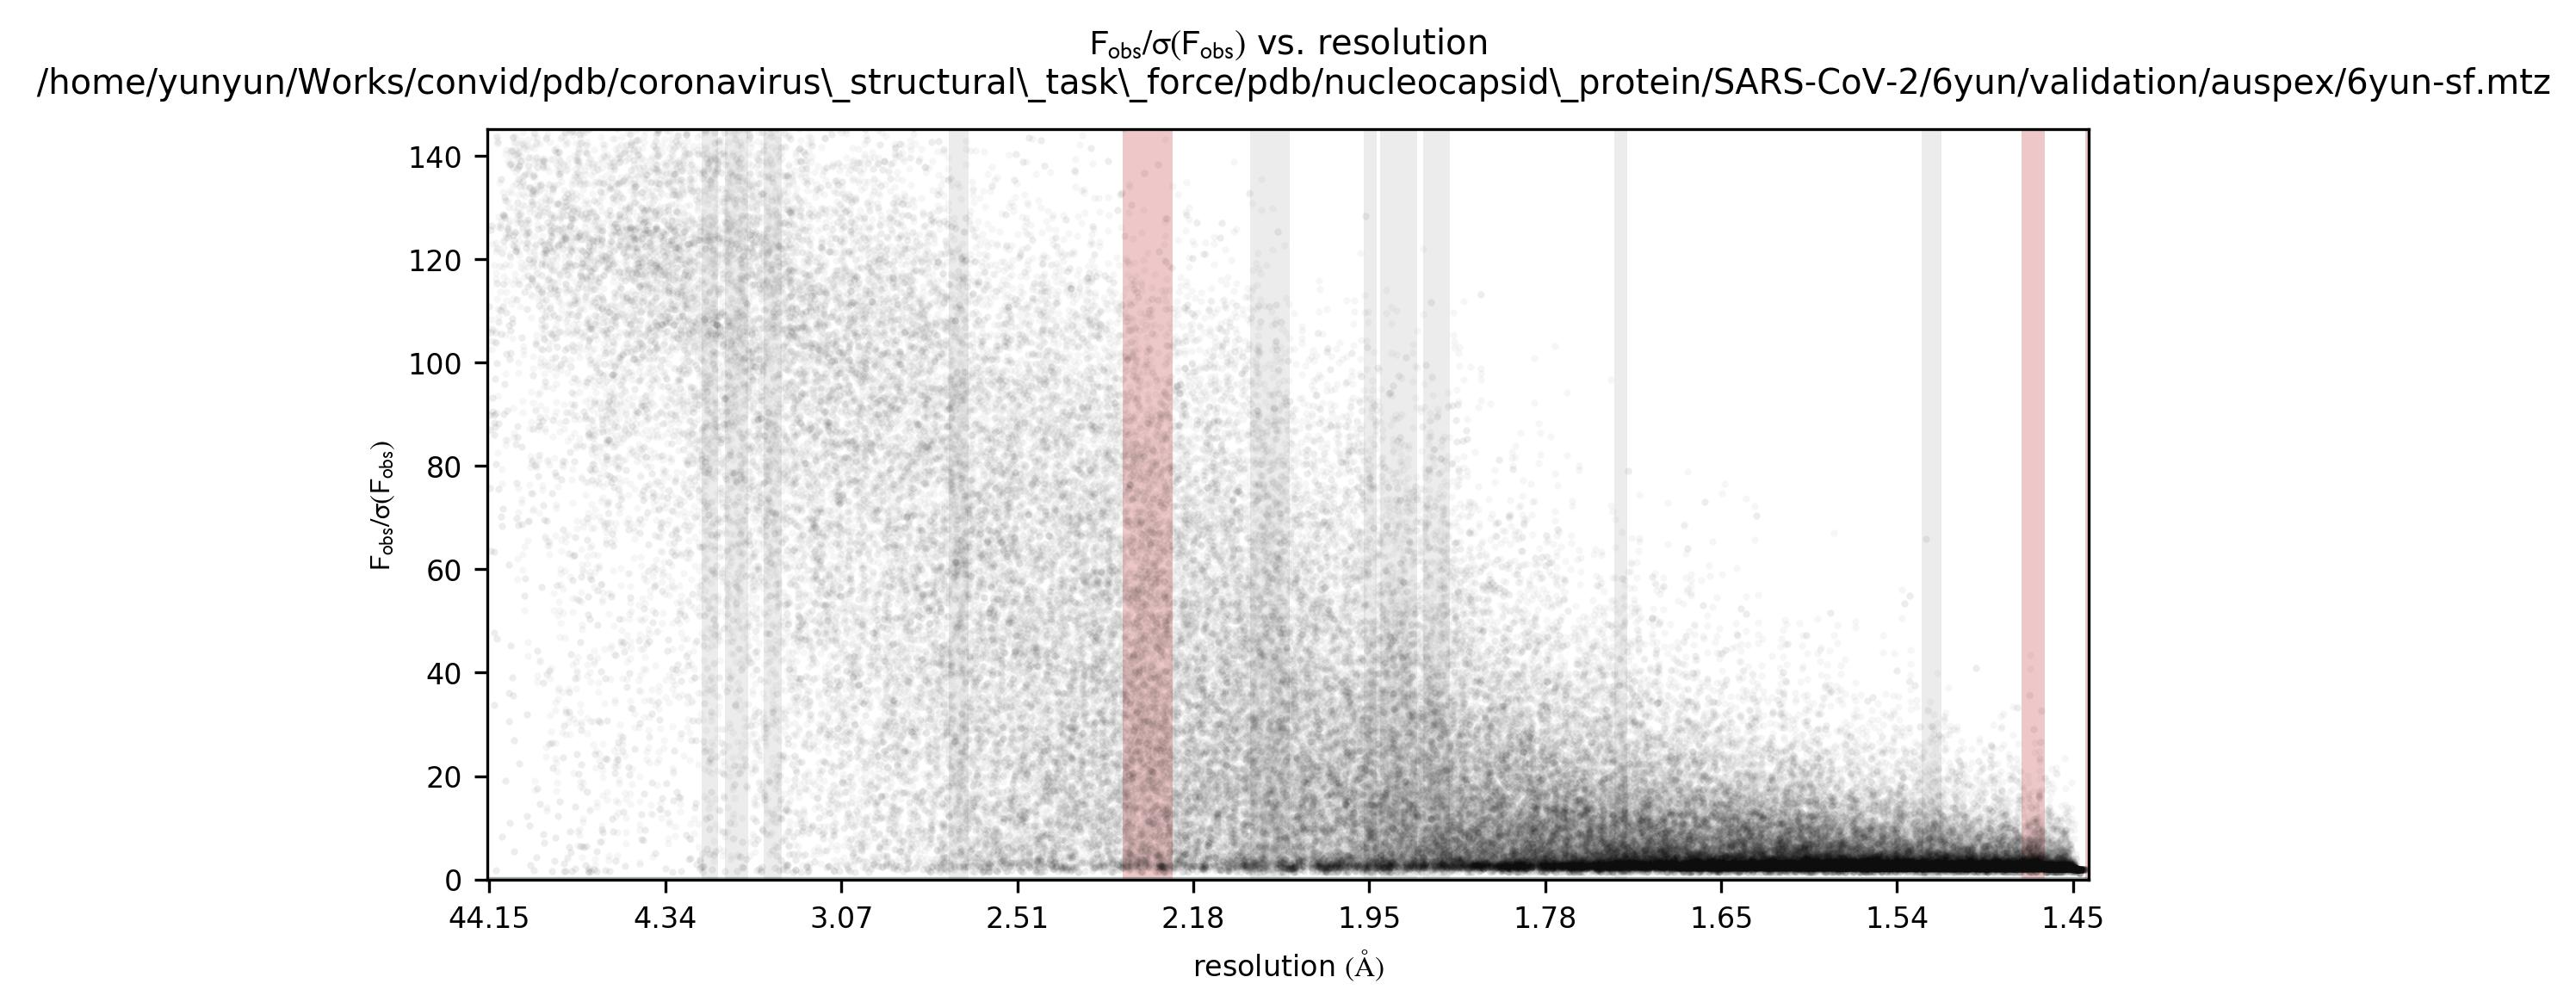 Fobs/σ(Fobs) vs. resolution
/home/yunyun/Works/convid/pdb/coronavirus\_structural\_task\_force/pdb/nucleocapsid\_protein/SARS-CoV-2/6yun/validation/auspex/6yun-sf.mtz
140
120
100
80
60
40
20
0
Fobs/σ(Fobs)
44.15 4.34 3.07 2.51 2.18 1.95 1.78 1.65 1.54 1.45
resolution (Å)